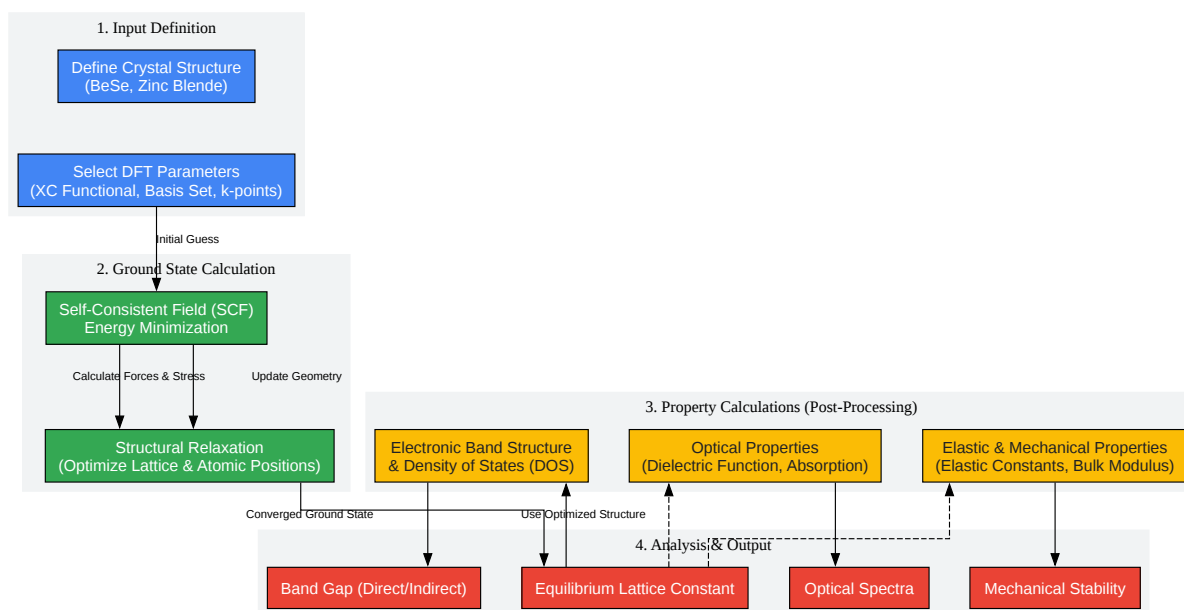 1. Input Definition
Define Crystal Structure
(BeSe, Zinc Blende)
Select DFT Parameters
(XC Functional, Basis Set, k-points)
Initial Guess
2. Ground State Calculation
Self-Consistent Field (SCF)
Energy Minimization
Calculate Forces & Stress
Update Geometry
Structural Relaxation
(Optimize Lattice & Atomic Positions)
3. Property Calculations (Post-Processing)
Electronic Band Structure
& Density of States (DOS)
Optical Properties
(Dielectric Function, Absorption)
Elastic & Mechanical Properties
(Elastic Constants, Bulk Modulus)
Converged Ground State
Use Optimized Structure
4. Analysis & Output
Band Gap (Direct/Indirect)
Equilibrium Lattice Constant
Optical Spectra
Mechanical Stability